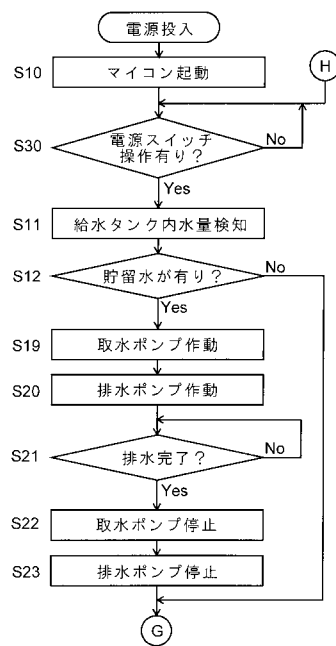 電源投入
S10
マイコン起動
H
S30
電源スイッチ
操作有り?
No
Yes
S11
給水タンク内水量検知
S12
貯留水が有り?
No
Yes
S19
取水ポンプ作動
S20
排水ポンプ作動
S21
排水完了?
No
Yes
S22
取水ポンプ停止
S23
排水ポンプ停止
G